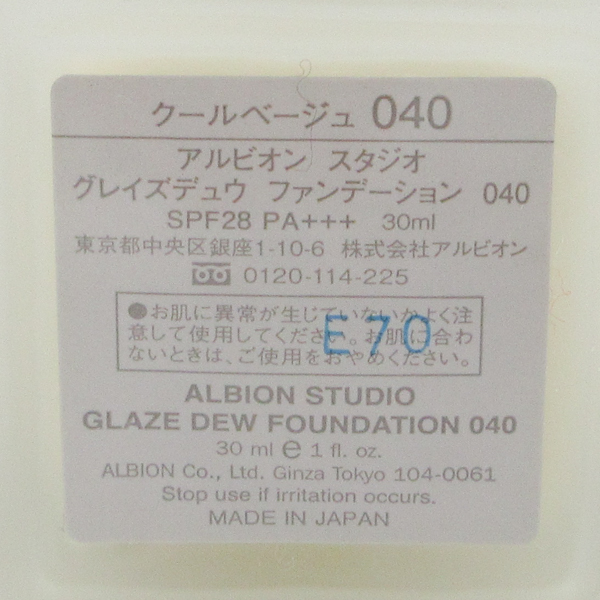 クールベージュ 040
アルビオン スタジオ
グレイズデュウ ファンデーション 040
SPF28 PA+++ 30ml
東京都中央区銀座1-10-6 株式会社アルビオン
0120-114-225
●お肌に異常が生じていないかよく注
意して使用してください。お肌に合わ
ないときは、ご使用をおやめください。
E70
ALBION STUDIO
GLAZE DEW FOUNDATION 040
30 ml ℮ 1 fl. oz.
ALBION Co., Ltd. Ginza Tokyo 104-0061
Stop use if irritation occurs.
MADE IN JAPAN